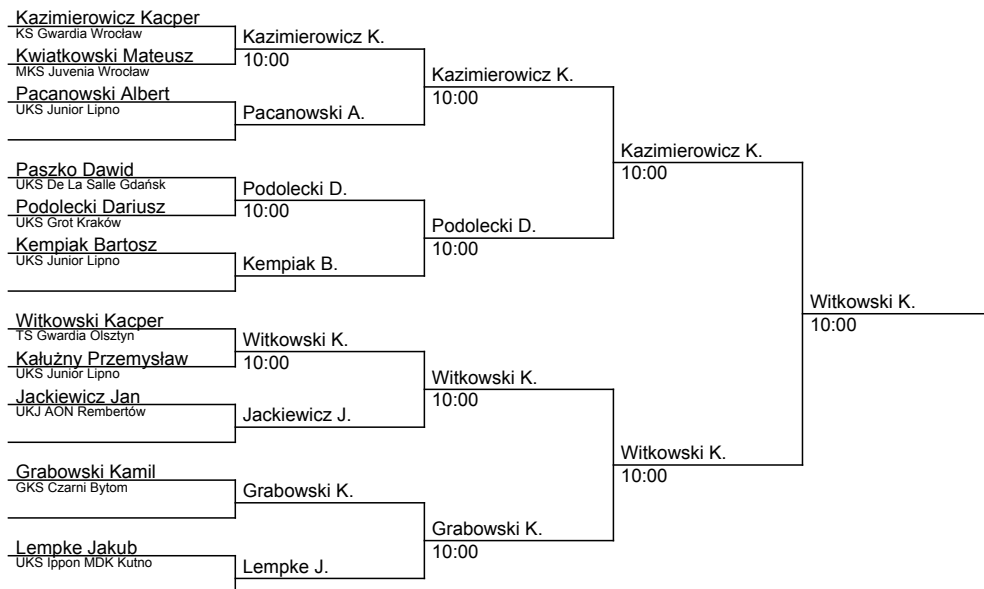 Kazimierowicz Kacper
KS Gwardia Wrocław
Kazimierowicz K.
10:00
Kwiatkowski Mateusz
MKS Juvenia Wrocław
Kazimierowicz K.
10:00
Pacanowski Albert
UKS Junior Lipno
Pacanowski A.
Kazimierowicz K.
10:00
Paszko Dawid
UKS De La Salle Gdańsk
Podolecki D.
10:00
Podolecki Dariusz
UKS Grot Kraków
Podolecki D.
10:00
Kempiak Bartosz
UKS Junior Lipno
Kempiak B.
Witkowski K.
10:00
Witkowski Kacper
TS Gwardia Olsztyn
Witkowski K.
10:00
Kałużny Przemysław
UKS Junior Lipno
Witkowski K.
10:00
Jackiewicz Jan
UKJ AON Rembertów
Jackiewicz J.
Witkowski K.
10:00
Grabowski Kamil
GKS Czarni Bytom
Grabowski K.
Grabowski K.
10:00
Lempke Jakub
UKS Ippon MDK Kutno
Lempke J.